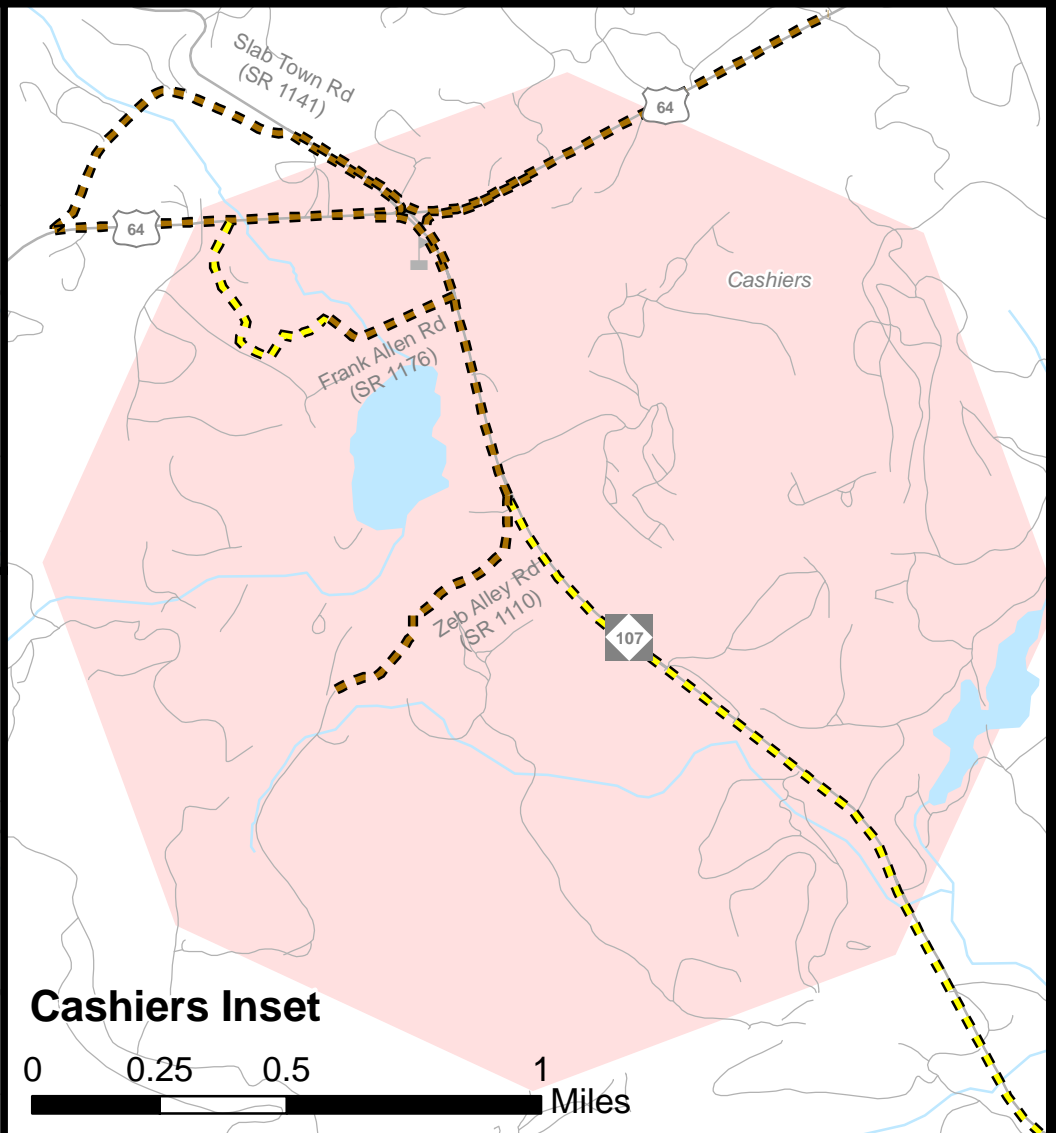 Slab Town Rd
(SR 1141)
64
64
Cashiers
Frank Allen Rd
(SR 1176)
Zeb Alley Rd
(SR 1110)
107
Cashiers Inset
0 0.25 0.5 1
Miles